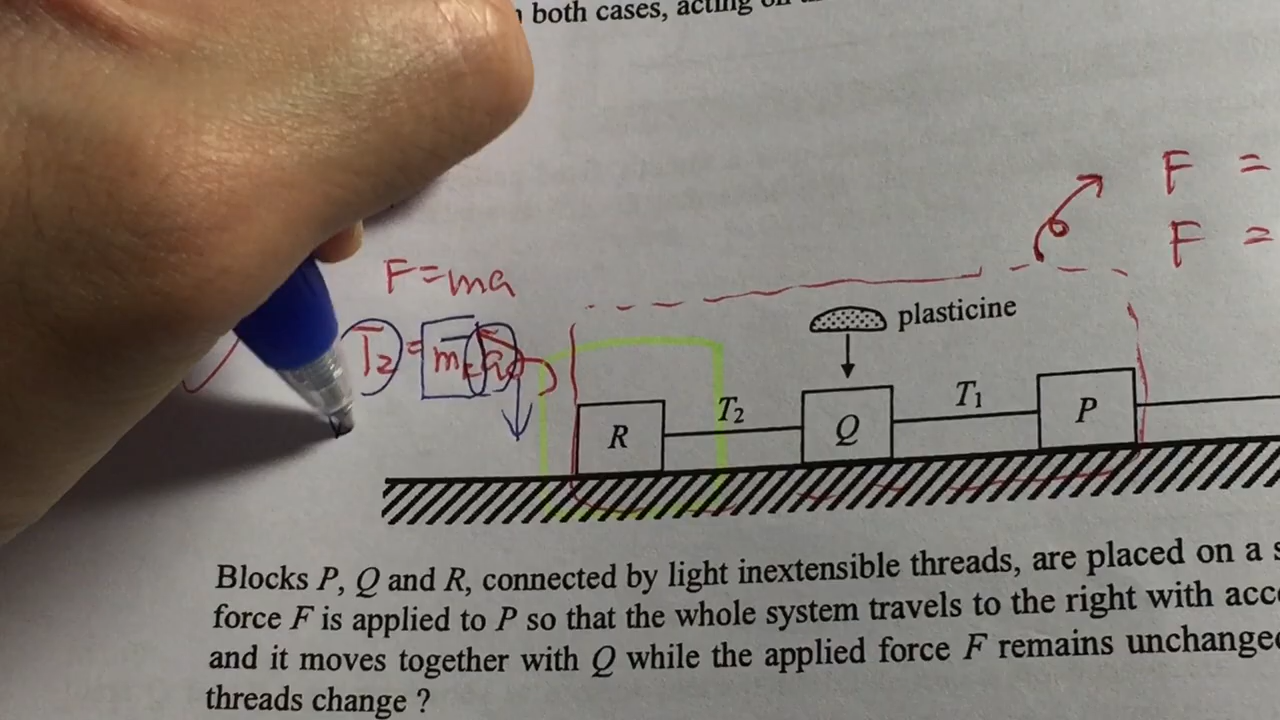 both cases, acting on
F =
F =
F=ma
plasticine
T₂ = m a
R T₂ Q T₁ P
Blocks P, Q and R, connected by light inextensible threads, are placed on a s
force F is applied to P so that the whole system travels to the right with acc
and it moves together with Q while the applied force F remains unchange
threads change ?